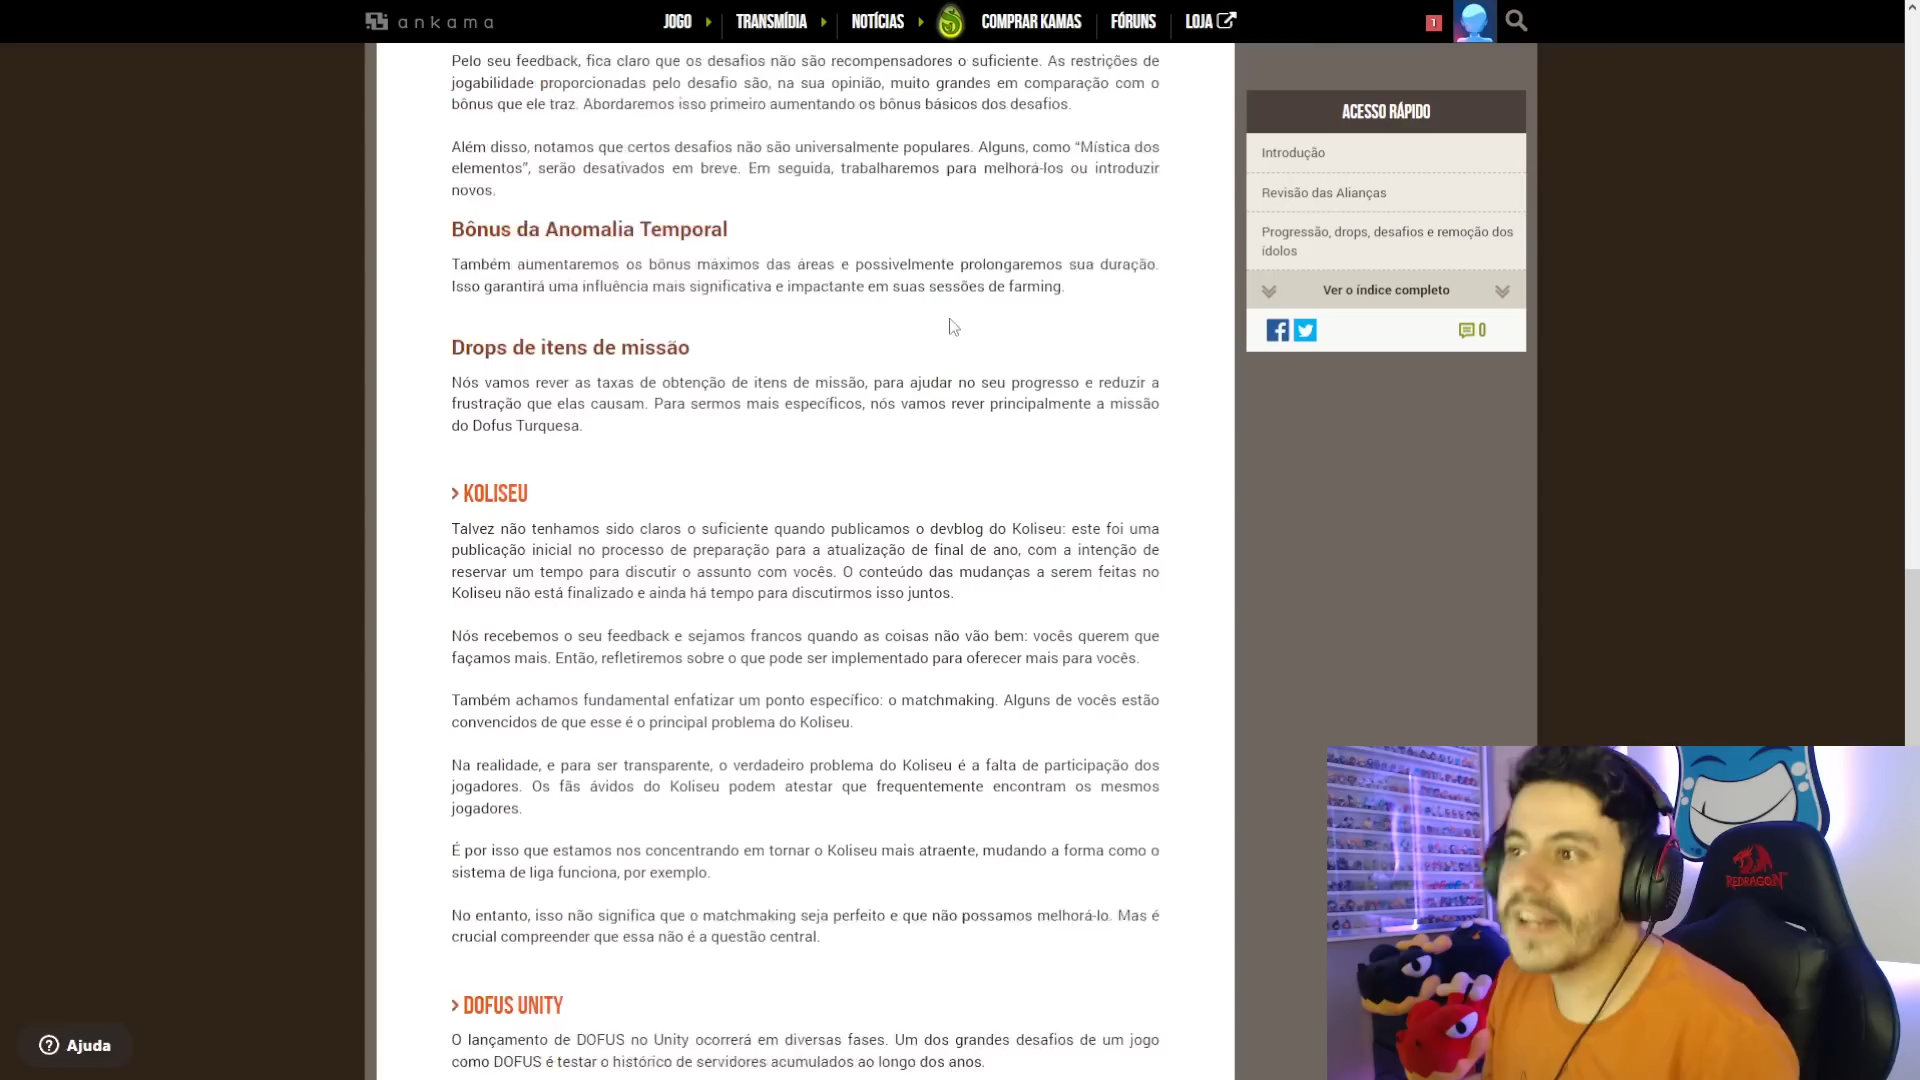 ankama
JOGO
TRANSMÍDIA
NOTÍCIAS
COMPRAR KAMAS
FÓRUNS
LOJA
1
Pelo seu feedback, fica claro que os desafios não são recompensadores o suficiente. As restrições de
jogabilidade proporcionadas pelo desafio são, na sua opinião, muito grandes em comparação com o
bônus que ele traz. Abordaremos isso primeiro aumentando os bônus básicos dos desafios.
Além disso, notamos que certos desafios não são universalmente populares. Alguns, como “Mística dos
elementos”, serão desativados em breve. Em seguida, trabalharemos para melhorá-los ou introduzir
novos.
Bônus da Anomalia Temporal
Também aumentaremos os bônus máximos das áreas e possivelmente prolongaremos sua duração.
Isso garantirá uma influência mais significativa e impactante em suas sessões de farming.
Drops de itens de missão
Nós vamos rever as taxas de obtenção de itens de missão, para ajudar no seu progresso e reduzir a
frustração que elas causam. Para sermos mais específicos, nós vamos rever principalmente a missão
do Dofus Turquesa.
> KOLISEU
Talvez não tenhamos sido claros o suficiente quando publicamos o devblog do Koliseu: este foi uma
publicação inicial no processo de preparação para a atualização de final de ano, com a intenção de
reservar um tempo para discutir o assunto com vocês. O conteúdo das mudanças a serem feitas no
Koliseu não está finalizado e ainda há tempo para discutirmos isso juntos.
Nós recebemos o seu feedback e sejamos francos quando as coisas não vão bem: vocês querem que
façamos mais. Então, refletiremos sobre o que pode ser implementado para oferecer mais para vocês.
Também achamos fundamental enfatizar um ponto específico: o matchmaking. Alguns de vocês estão
convencidos de que esse é o principal problema do Koliseu.
Na realidade, e para ser transparente, o verdadeiro problema do Koliseu é a falta de participação dos
jogadores. Os fãs ávidos do Koliseu podem atestar que frequentemente encontram os mesmos
jogadores.
É por isso que estamos nos concentrando em tornar o Koliseu mais atraente, mudando a forma como o
sistema de liga funciona, por exemplo.
No entanto, isso não significa que o matchmaking seja perfeito e que não possamos melhorá-lo. Mas é
crucial compreender que essa não é a questão central.
> DOFUS UNITY
O lançamento de DOFUS no Unity ocorrerá em diversas fases. Um dos grandes desafios de um jogo
como DOFUS é testar o histórico de servidores acumulados ao longo dos anos.
ACESSO RÁPIDO
Introdução
Revisão das Alianças
Progressão, drops, desafios e remoção dos
ídolos
Ver o índice completo
0
Ajuda
REDRAGON